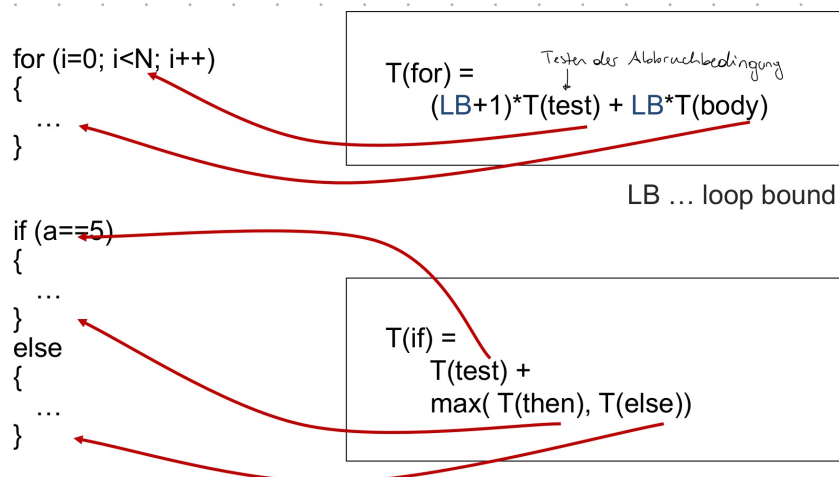 for (i=0; i<N; i++)
{
...
}
T(for) =
Testen der Abbruchbedingung
(LB+1)*T(test) + LB*T(body)
LB ... loop bound
if (a==5)
{
...
}
else
{
...
}
T(if) =
T(test) +
max( T(then), T(else))